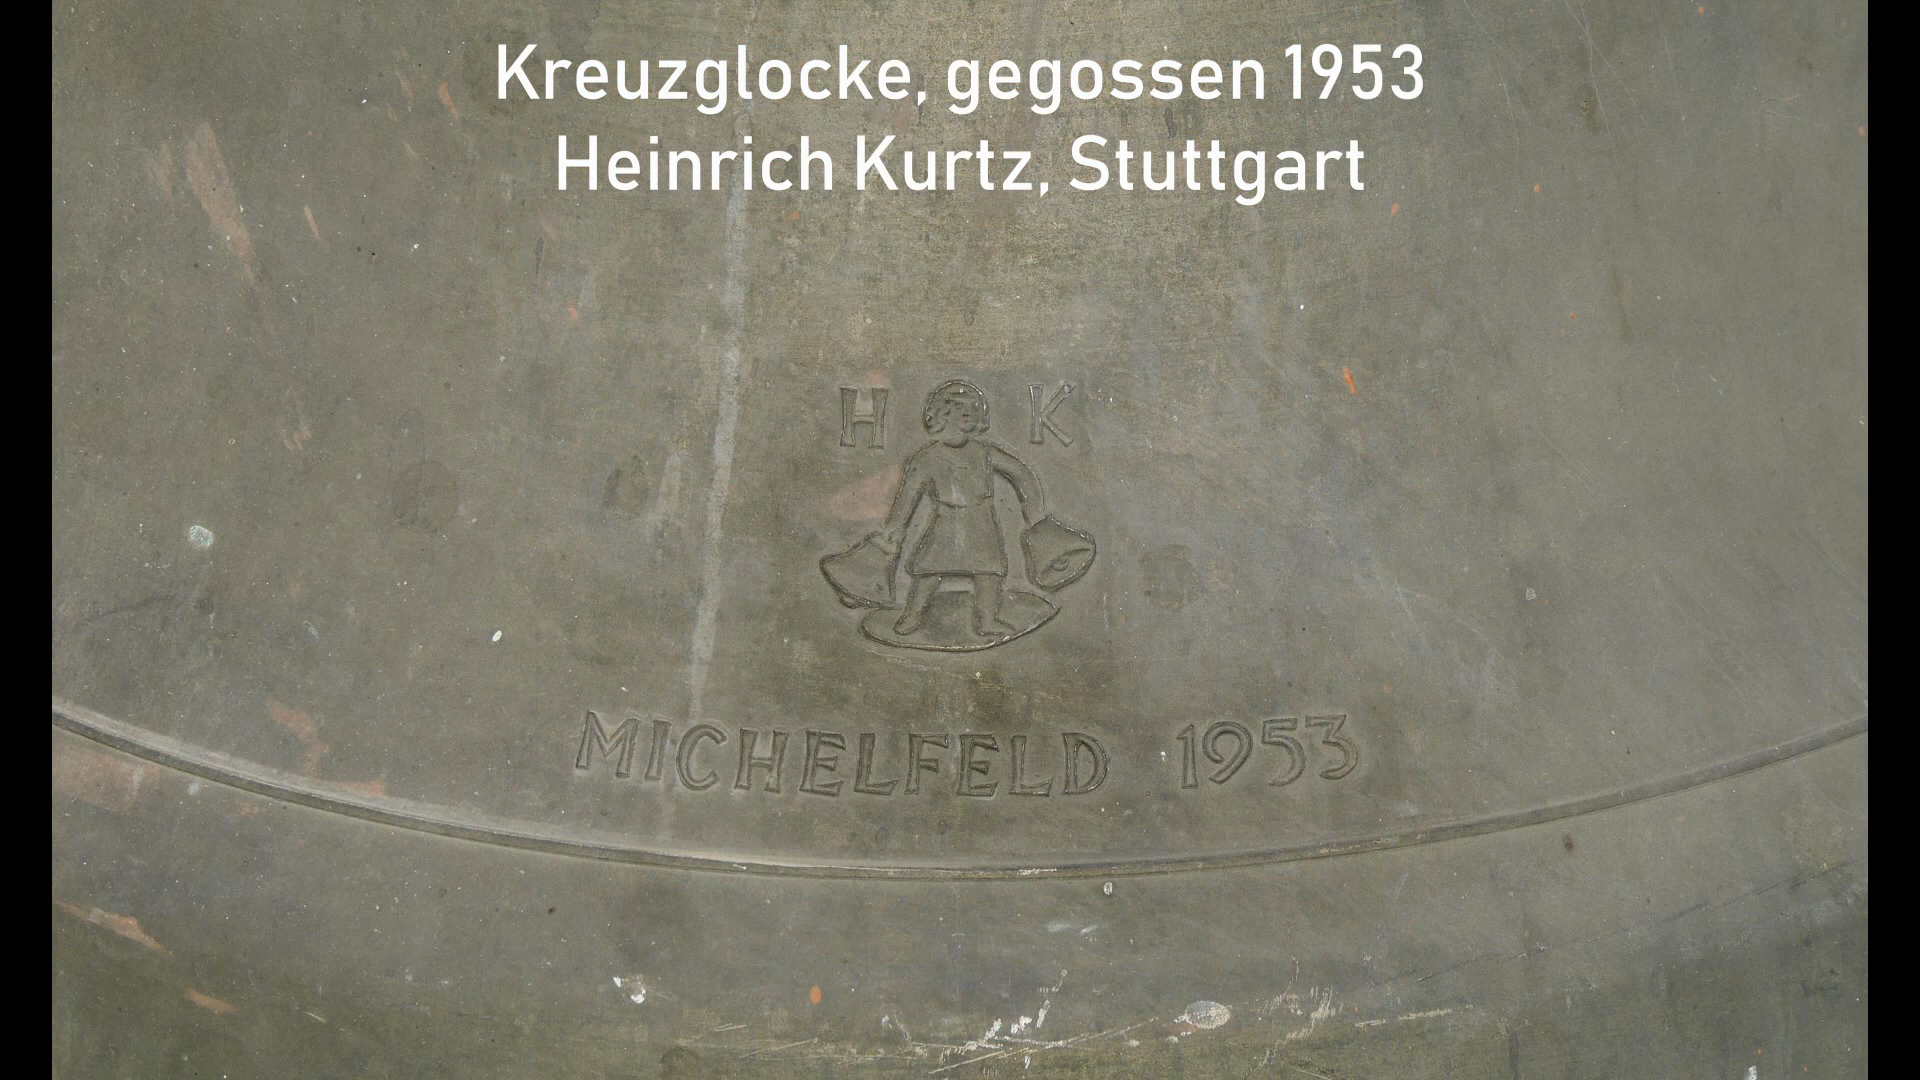 Kreuzglocke, gegossen 1953
Heinrich Kurtz, Stuttgart
H K
MICHELFELD 1953